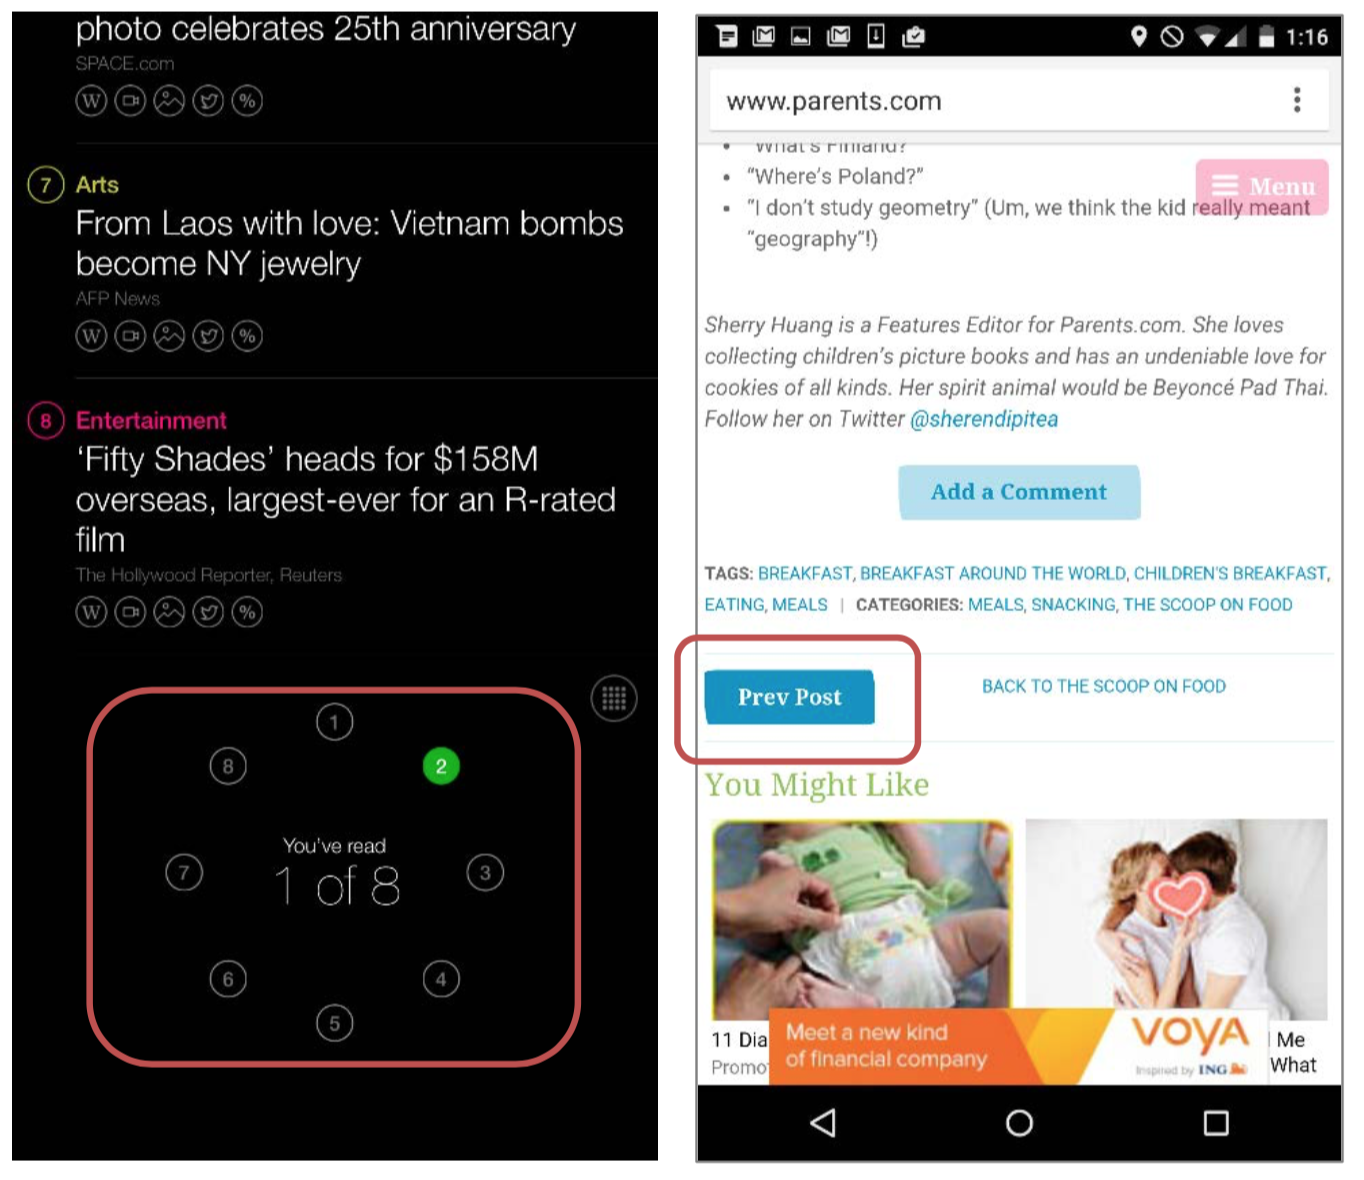 photo celebrates 25th anniversary
SPACE.com
W %
7 Arts
From Laos with love: Vietnam bombs
become NY jewelry
AFP News
W %
8 Entertainment
‘Fifty Shades’ heads for $158M
overseas, largest-ever for an R-rated
film
The Hollywood Reporter, Reuters
W %
1
8 2
You've read
7 1 of 8 3
6 4
5
1:16
www.parents.com
"What's Finland?
“Where’s Poland?”
Menu
“I don’t study geometry” (Um, we think the kid really meant
“geography”!)
Sherry Huang is a Features Editor for Parents.com. She loves
collecting children’s picture books and has an undeniable love for
cookies of all kinds. Her spirit animal would be Beyoncé Pad Thai.
Follow her on Twitter @sherendipitea
Add a Comment
TAGS: BREAKFAST, BREAKFAST AROUND THE WORLD, CHILDREN'S BREAKFAST,
EATING, MEALS | CATEGORIES: MEALS, SNACKING, THE SCOOP ON FOOD
Prev Post
BACK TO THE SCOOP ON FOOD
You Might Like
11 Dia
Me
Promo
What
Meet a new kind
of financial company
VOYA
Inspired by ING